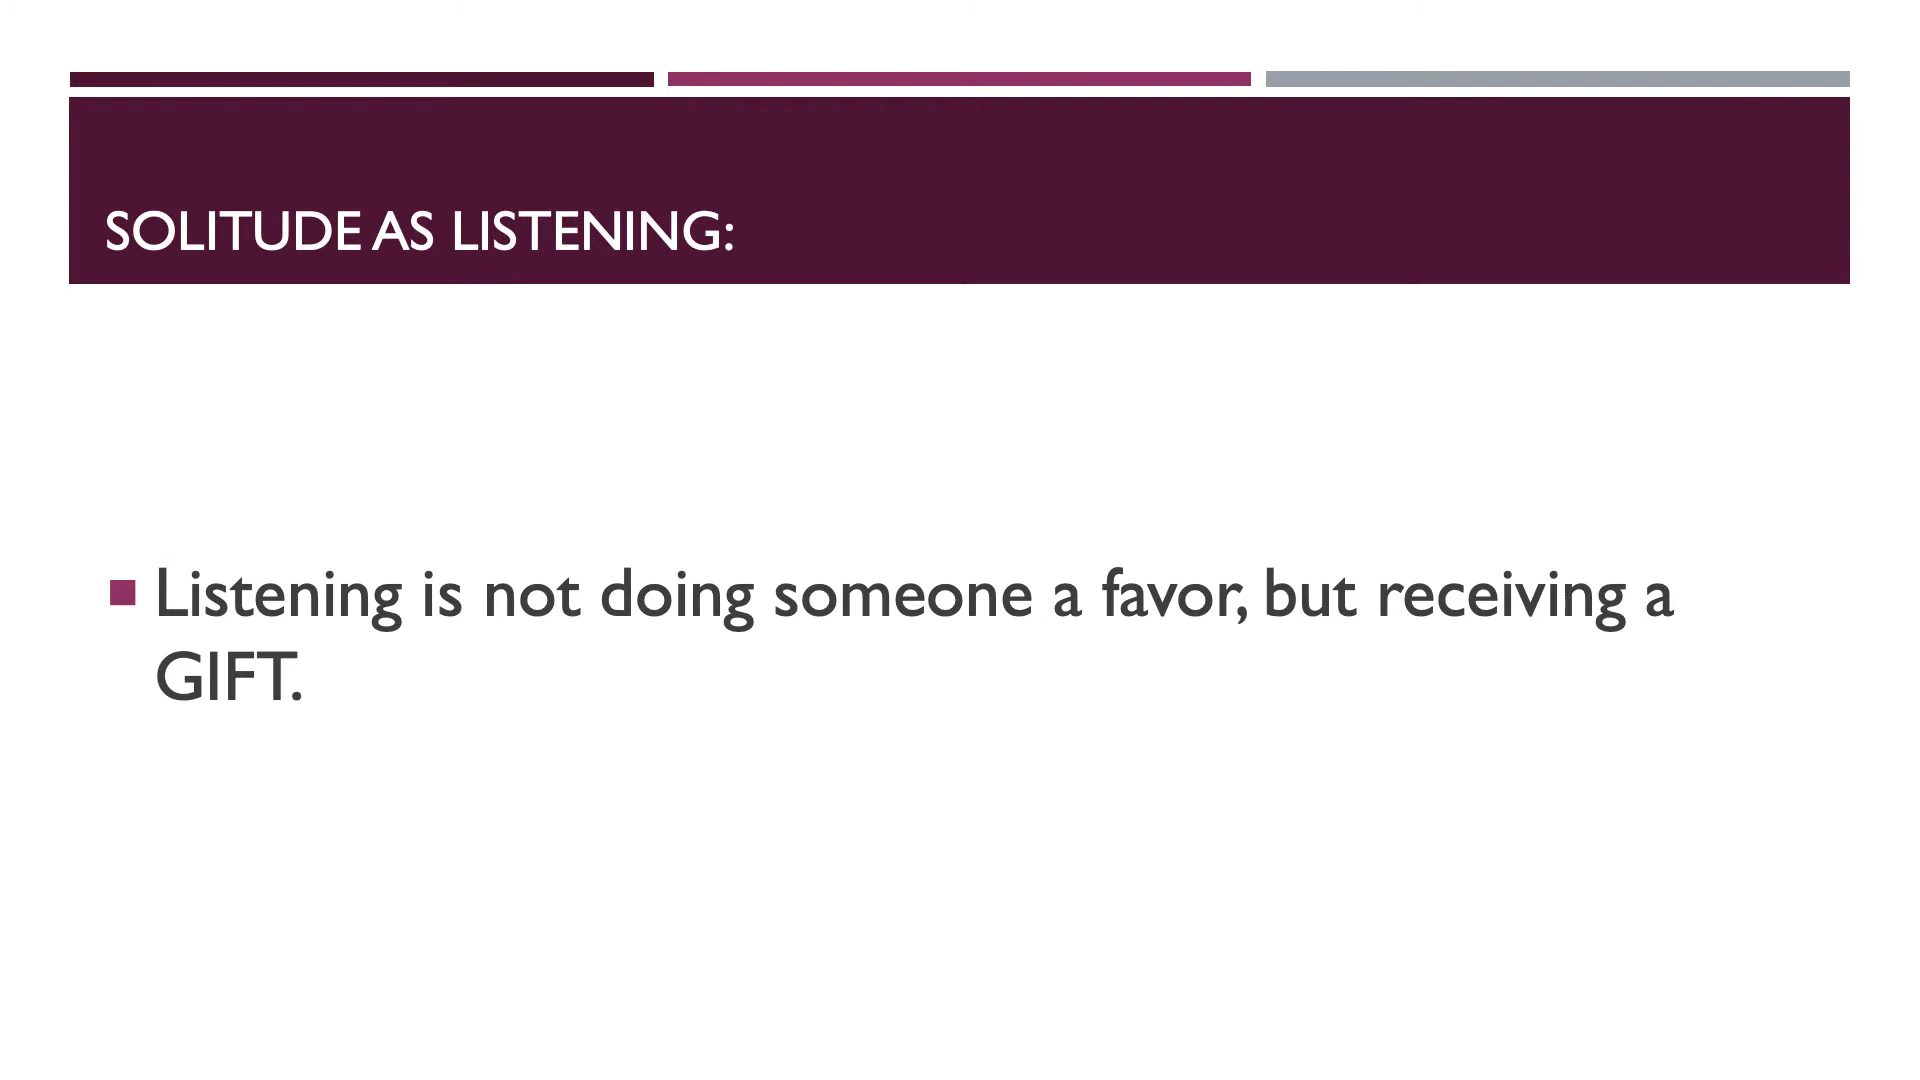 SOLITUDE AS LISTENING:
Listening is not doing someone a favor, but receiving a
GIFT.